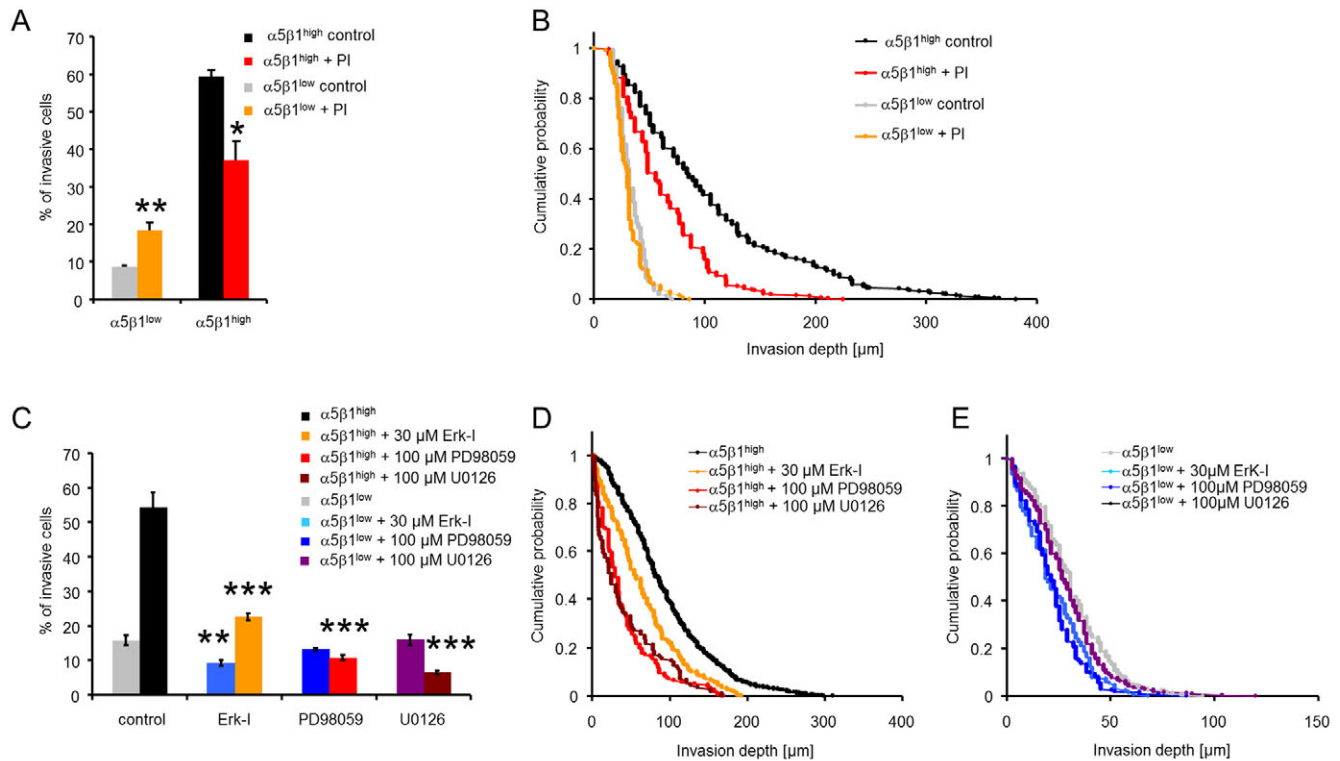 A
% of invasive cells
70
60
50
40
30
20
10
0
**
*
α5β1low
α5β1high
α5β1high control
α5β1high + PI
α5β1low control
α5β1low + PI
B
Cumulative probability
1
0.8
0.6
0.4
0.2
0
0
100
200
300
400
Invasion depth [µm]
α5β1high control
α5β1high + PI
α5β1low control
α5β1low + PI
C
% of invasive cells
70
60
50
40
30
20
10
0
**
***
***
***
control
Erk-I
PD98059
U0126
α5β1high
α5β1high + 30 µM Erk-I
α5β1high + 100 µM PD98059
α5β1high + 100 µM U0126
α5β1low
α5β1low + 30 µM Erk-I
α5β1low + 100 µM PD98059
α5β1low + 100 µM U0126
D
Cumulative probability
1
0.8
0.6
0.4
0.2
0
0
100
200
300
400
Invasion depth [µm]
α5β1high
α5β1high + 30 µM Erk-I
α5β1high + 100 µM PD98059
α5β1high + 100 µM U0126
E
Cumulative probability
1
0.8
0.6
0.4
0.2
0
0
50
100
150
Invasion depth [µm]
α5β1low
α5β1low + 30µM ErK-I
α5β1low + 100µM PD98059
α5β1low + 100µM U0126